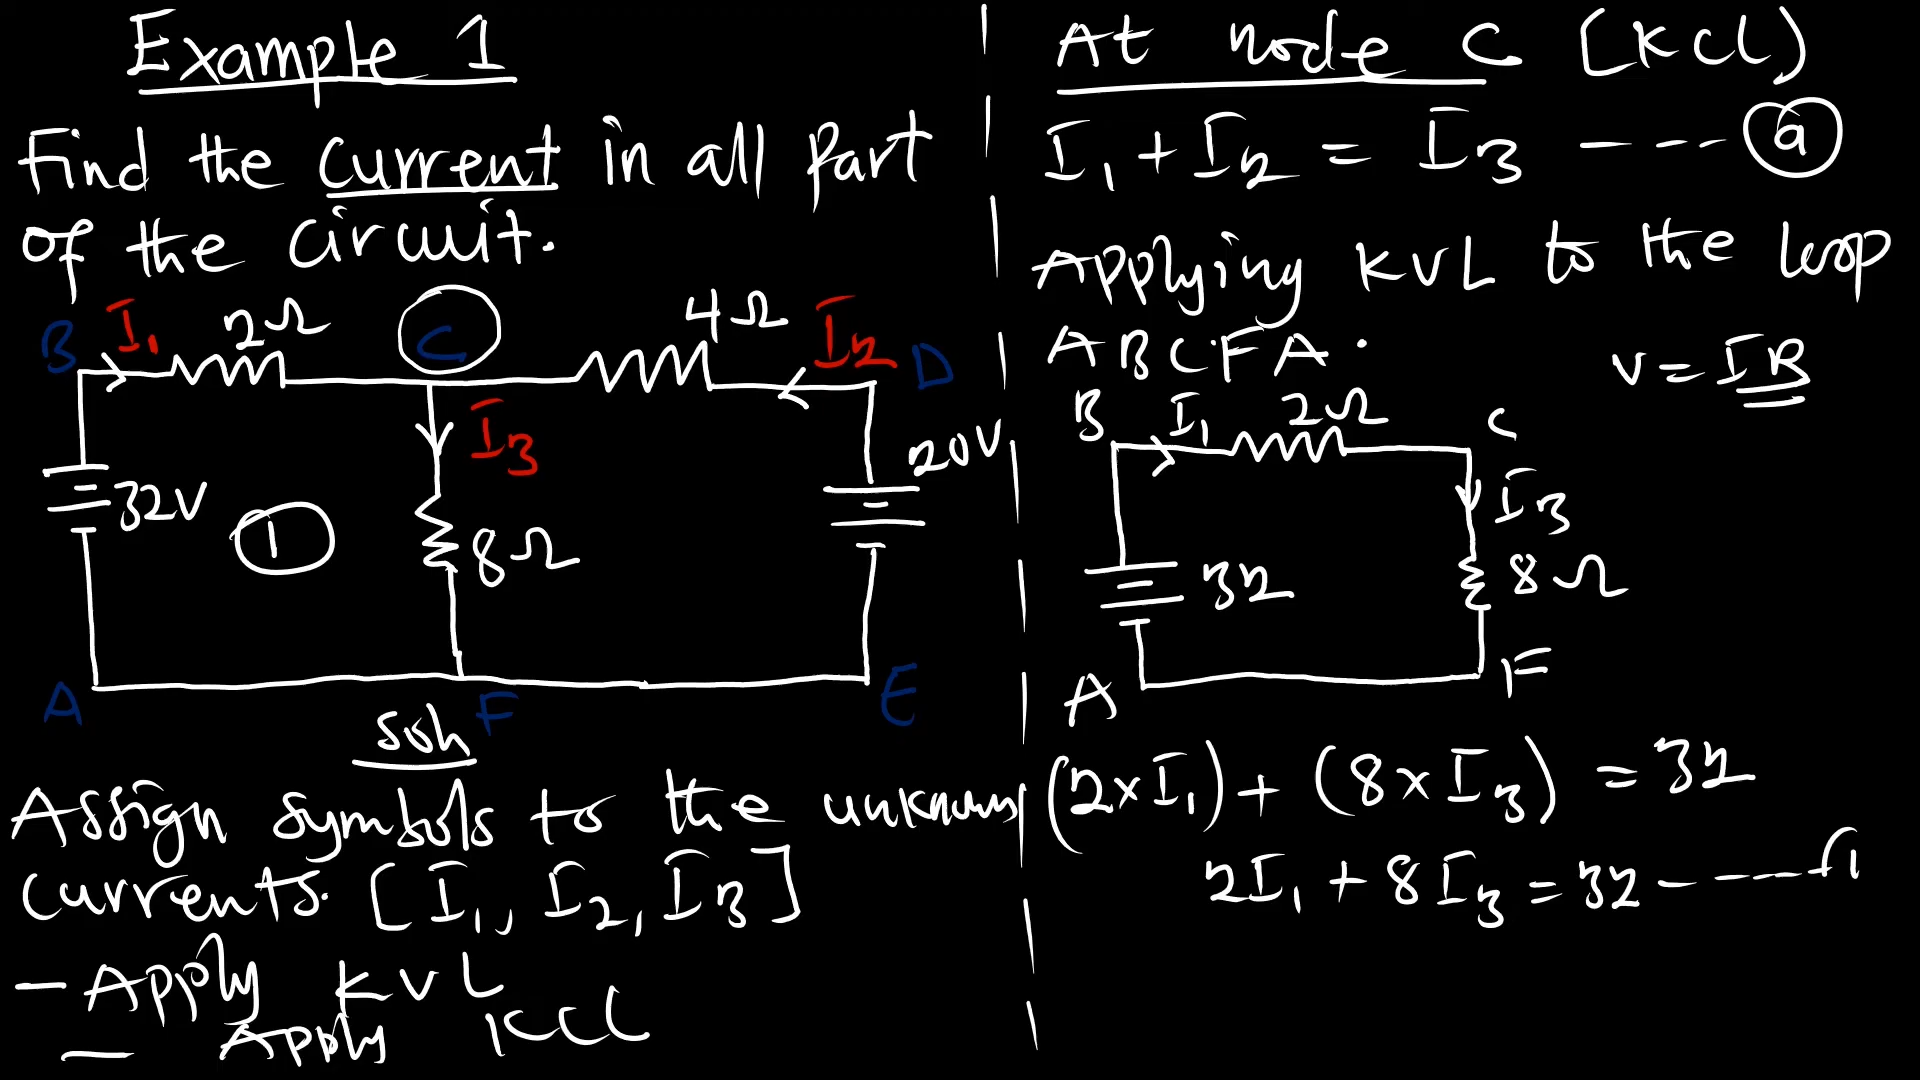 Example 1
Find the current in all part
of the circuit.
B I₁ 2Ω C 4Ω I₂ D
I₃
32V 1 8Ω 20V
A F E
soln
Assign symbols to the unknown
currents. [I₁, I₂, I₃]
- Apply KVL
- Apply KCL
At node C [KCL)
I₁ + I₂ = I₃ ---- a
Applying KVL to the loop
ABCFA.
V = IR
B I₁ 2Ω C
I₃
32 8Ω
A F
(2×I₁) + (8×I₃) = 32
2I₁ + 8I₃ = 32 -----